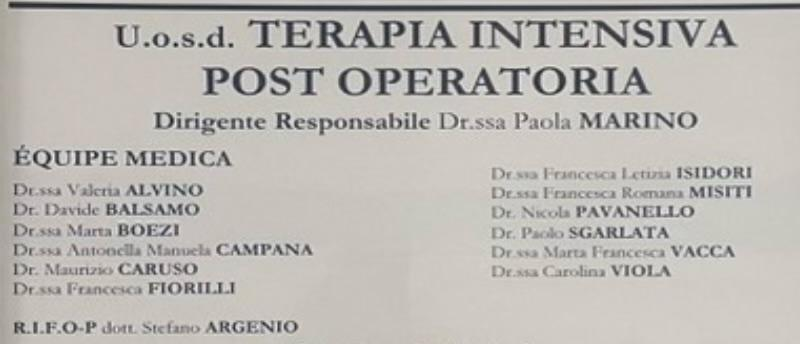 U.o.s.d. TERAPIA INTENSIVA
POST OPERATORIA
Dirigente Responsabile Dr.ssa Paola MARINO
ÉQUIPE MEDICA
Dr.ssa Valeria ALVINO
Dr. Davide BALSAMO
Dr.ssa Marta BOEZI
Dr.ssa Antonella Manuela CAMPANA
Dr. Maurizio CARUSO
Dr.ssa Francesca FIORILLI
Dr.ssa Francesca Letizia ISIDORI
Dr.ssa Francesca Romana MISITI
Dr. Nicola PAVANELLO
Dr. Paolo SGARLATA
Dr.ssa Marta Francesca VACCA
Dr.ssa Carolina VIOLA
R.I.F.O-P dott. Stefano ARGENIO